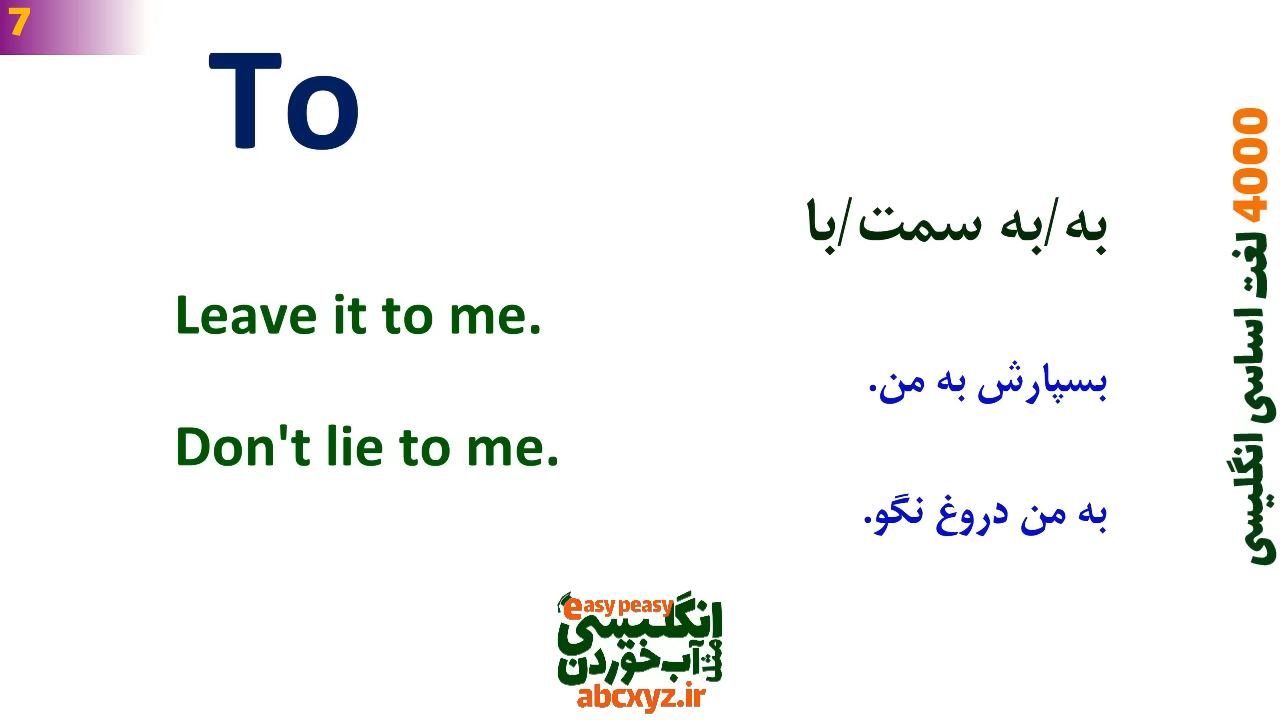 7
To
به/به سمت/با
Leave it to me.
بسپارش به من.
Don't lie to me.
به من دروغ نگو.
4000 لغت اساسی انگلیسی
easy peasy
انگلیسی
مثل آب خوردن
abcxyz.ir